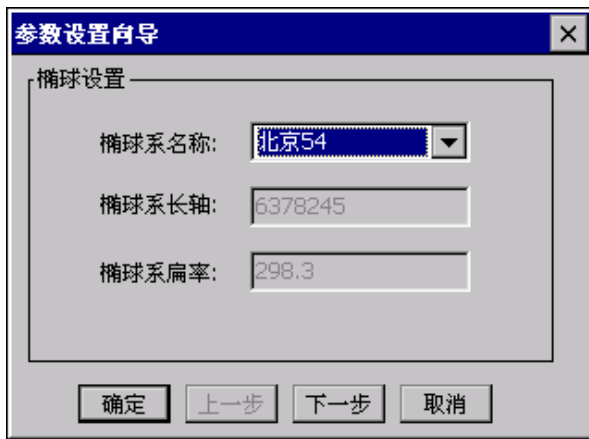 参数设置向导
椭球设置
椭球系名称: 北京54
椭球系长轴: 6378245
椭球系扁率: 298.3
确定 上一步 下一步 取消